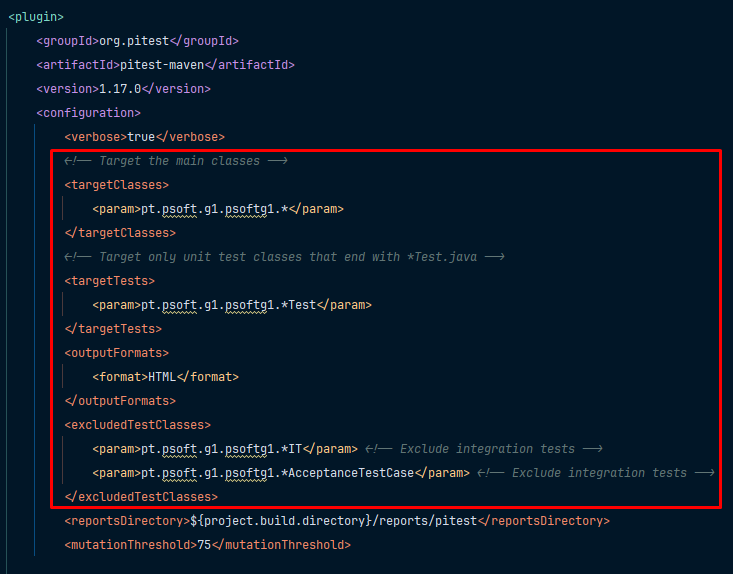 <plugin>
<groupId>org.pitest</groupId>
<artifactId>pitest-maven</artifactId>
<version>1.17.0</version>
<configuration>
<verbose>true</verbose>
<!-- Target the main classes -->
<targetClasses>
<param>pt.psoft.g1.psoftg1.*</param>
</targetClasses>
<!-- Target only unit test classes that end with *Test.java -->
<targetTests>
<param>pt.psoft.g1.psoftg1.*Test</param>
</targetTests>
<outputFormats>
<format>HTML</format>
</outputFormats>
<excludedTestClasses>
<param>pt.psoft.g1.psoftg1.*IT</param> <!-- Exclude integration tests -->
<param>pt.psoft.g1.psoftg1.*AcceptanceTestCase</param> <!-- Exclude integration tests -->
</excludedTestClasses>
<reportsDirectory>${project.build.directory}/reports/pitest</reportsDirectory>
<mutationThreshold>75</mutationThreshold>